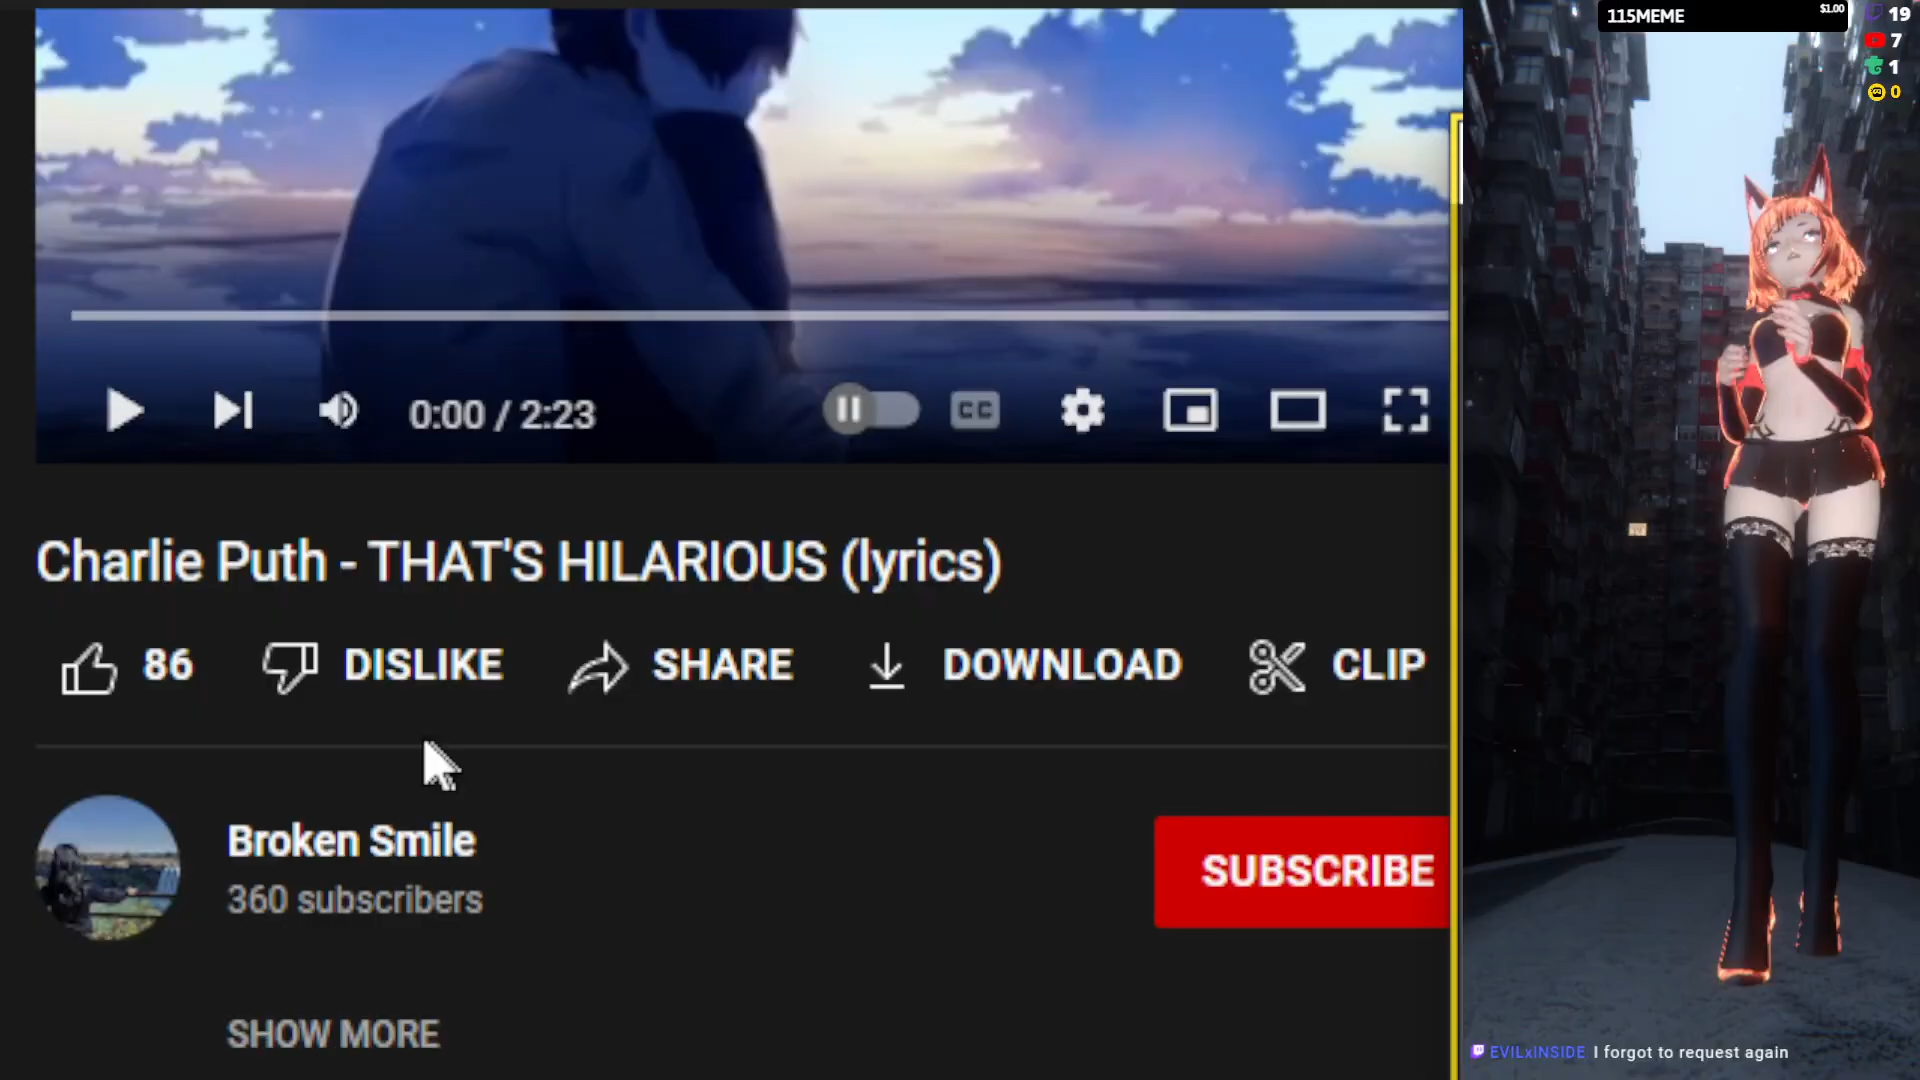 115MEME
$1.00
19
7
1
0
0:00 / 2:23
CC
Charlie Puth - THAT'S HILARIOUS (lyrics)
86 DISLIKE SHARE DOWNLOAD CLIP
Broken Smile
360 subscribers
SUBSCRIBE
SHOW MORE
EVILxINSIDE I forgot to request again